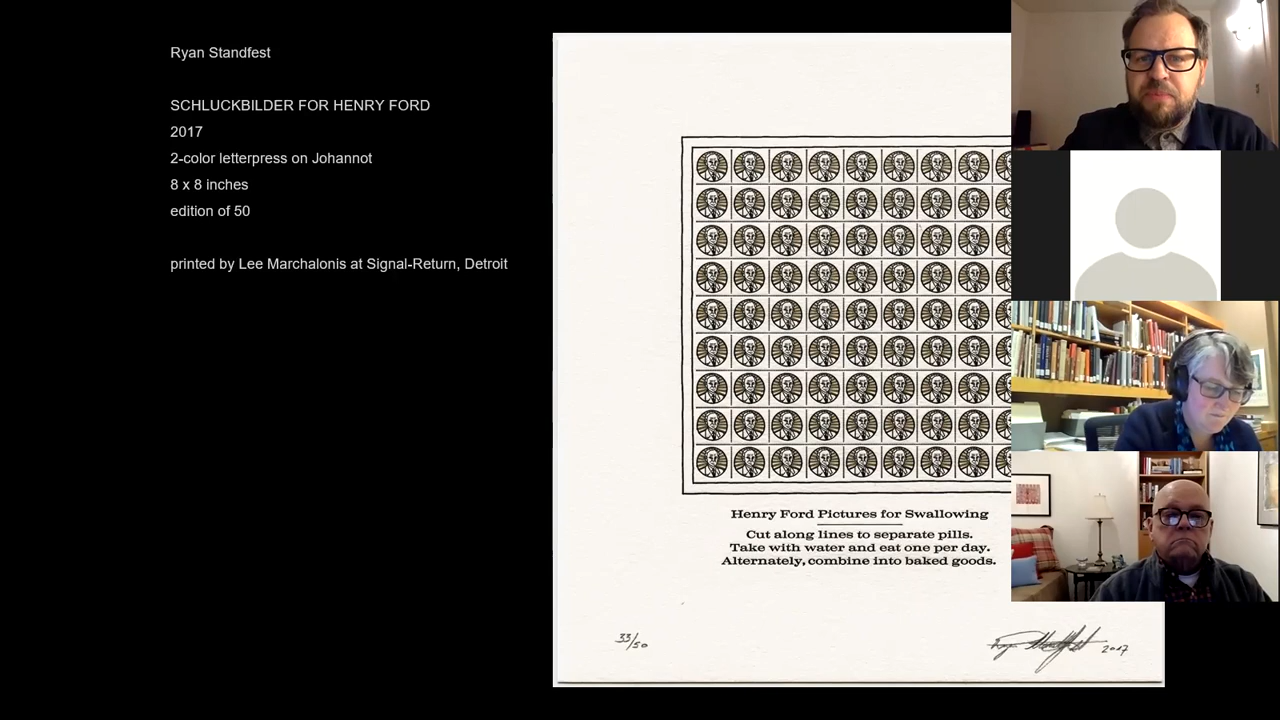 Ryan Standfest
SCHLUCKBILDER FOR HENRY FORD
2017
2-color letterpress on Johannot
8 x 8 inches
edition of 50
printed by Lee Marchalonis at Signal-Return, Detroit
Henry Ford Pictures for Swallowing
Cut along lines to separate pills.
Take with water and eat one per day.
Alternately, combine into baked goods.
33/50
2017